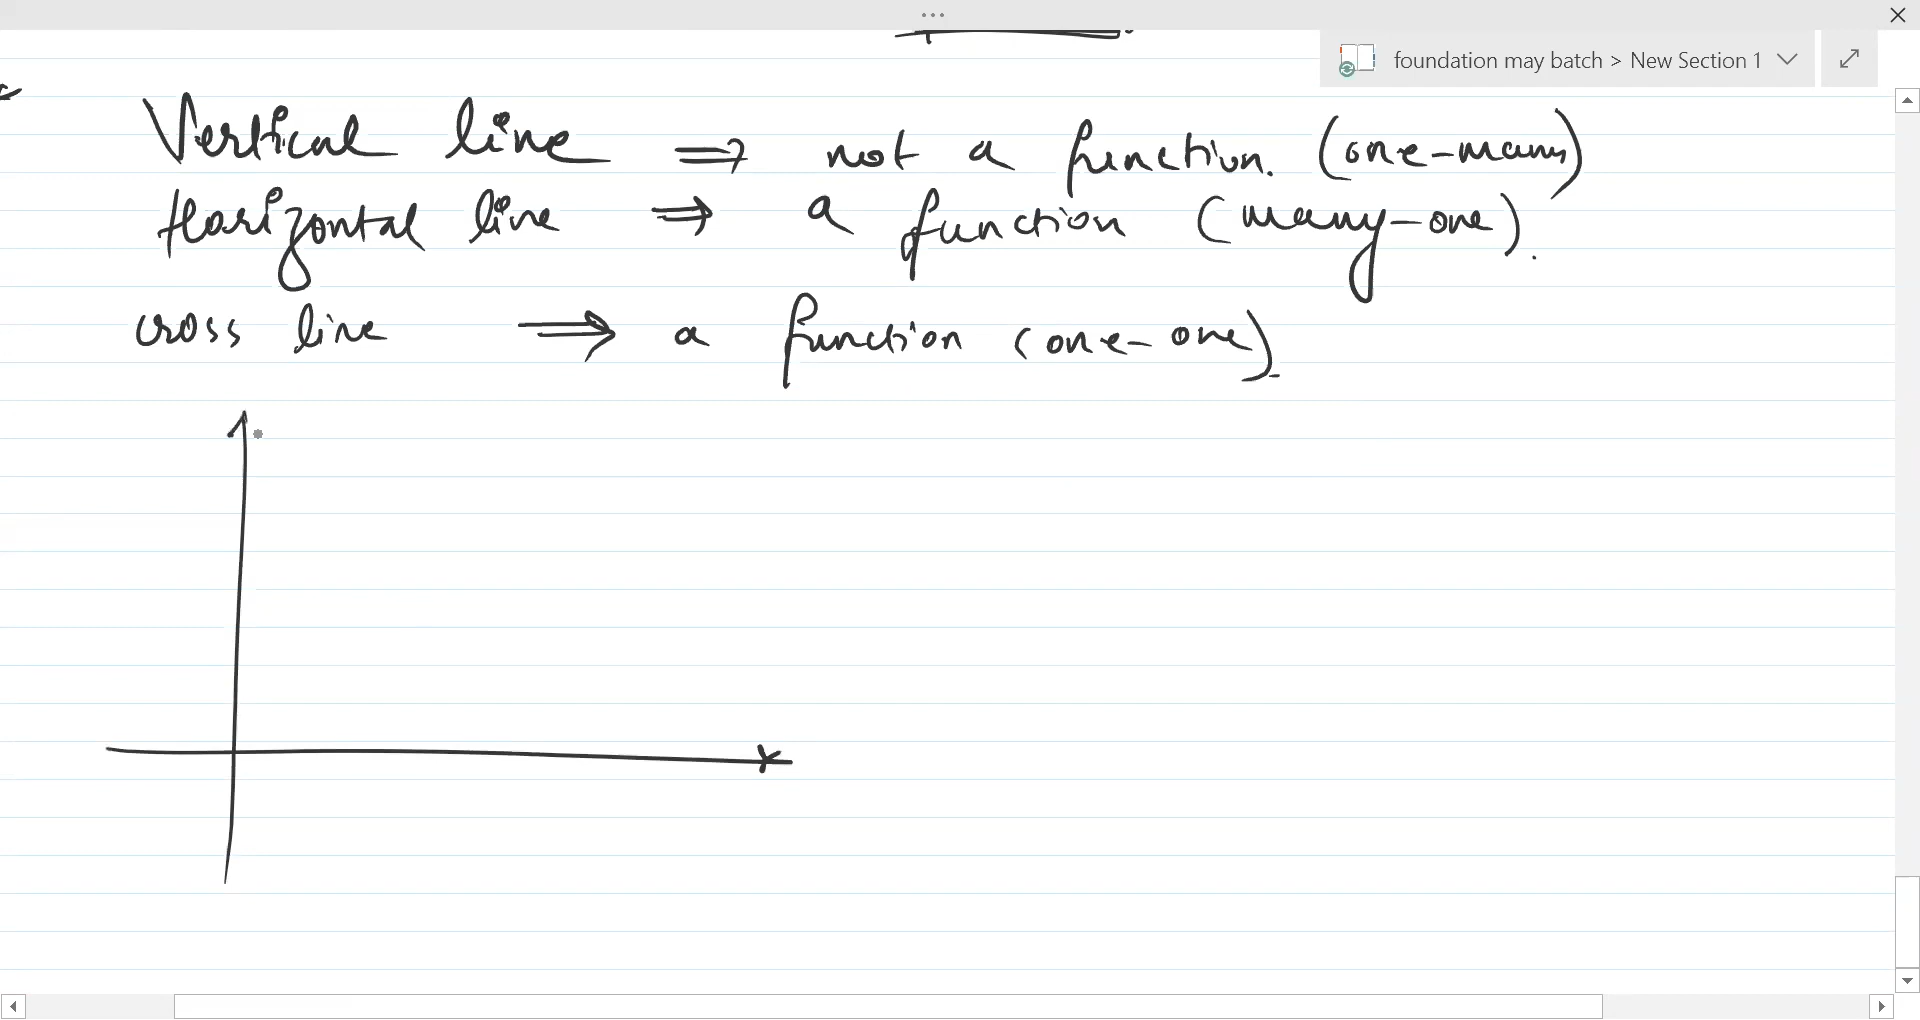 foundation may batch > New Section 1
Vertical line ⇒ not a function. (one-many)
Horizontal line ⇒ a function (many-one).
cross line ⇒ a function (one-one).